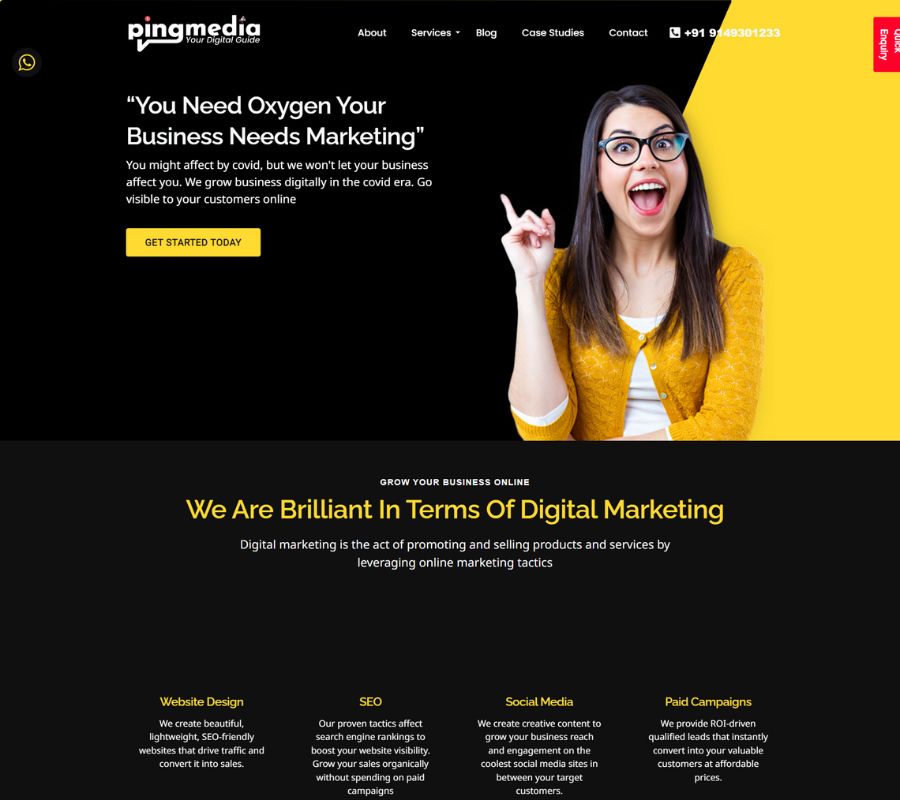 pingmedia
Your Digital Guide
About Services Blog Case Studies Contact +91 9149301233
Quick
Enquiry
“You Need Oxygen Your
Business Needs Marketing”
You might affect by covid, but we won't let your business
affect you. We grow business digitally in the covid era. Go
visible to your customers online
GET STARTED TODAY
GROW YOUR BUSINESS ONLINE
We Are Brilliant In Terms Of Digital Marketing
Digital marketing is the act of promoting and selling products and services by
leveraging online marketing tactics
Website Design
We create beautiful,
lightweight, SEO-friendly
websites that drive traffic and
convert it into sales.
SEO
Our proven tactics affect
search engine rankings to
boost your website visibility.
Grow your sales organically
without spending on paid
campaigns
Social Media
We create creative content to
grow your business reach
and engagement on the
coolest social media sites in
between your target
customers.
Paid Campaigns
We provide ROI-driven
qualified leads that instantly
convert into your valuable
customers at affordable
prices.